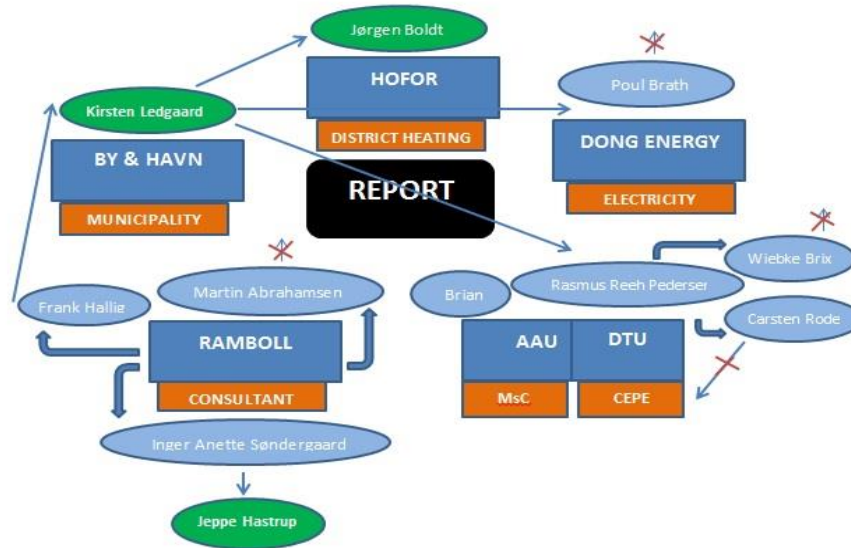 Jørgen Boldt
HOFOR
DISTRICT HEATING
Kirsten Ledgaard
BY & HAVN
MUNICIPALITY
Poul Brath
DONG ENERGY
ELECTRICITY
REPORT
Frank Hallig
Martin Abrahamsen
RAMBOLL
CONSULTANT
Inger Anette Søndergaard
Jeppe Hastrup
Brian
Rasmus Reeh Pederser
Wiebke Brix
Carsten Rode
AAU
DTU
MsC
CEPE